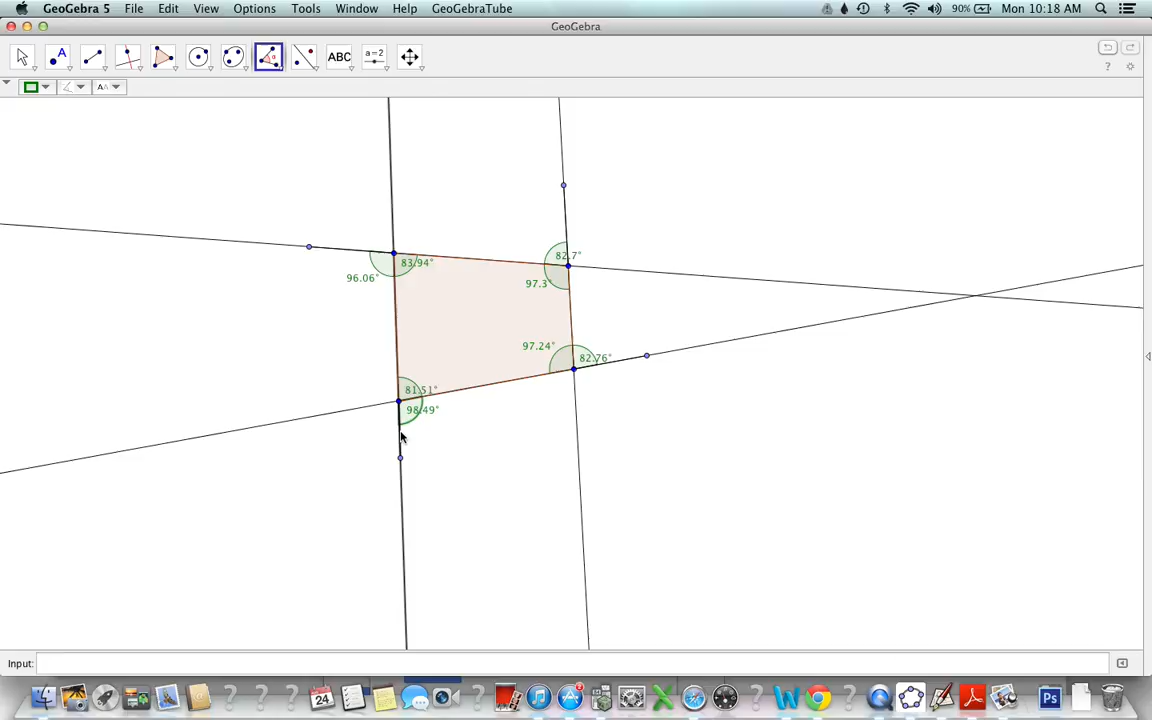 GeoGebra 5 File Edit View Options Tools Window Help GeoGebraTube 90% Mon 10:18 AM
GeoGebra
A ABC a=2
?
AA
82.7°
83.94°
96.06°
97.3°
97.24°
82.76°
81.51°
98.49°
Input: